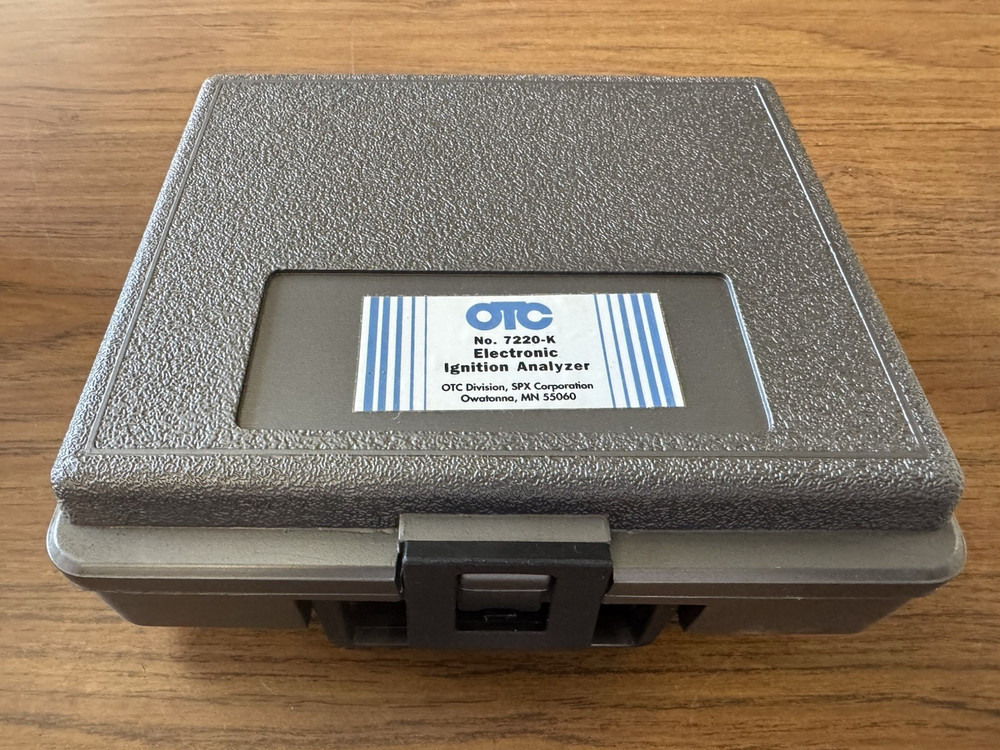 OTC
No. 7220-K
Electronic
Ignition Analyzer
OTC Division, SPX Corporation
Owatonna, MN 55060